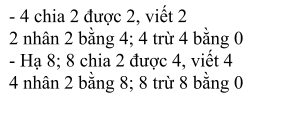 - 4 chia 2 được 2, viết 2
2 nhân 2 bằng 4; 4 trừ 4 bằng 0
- Hạ 8; 8 chia 2 được 4, viết 4
4 nhân 2 bằng 8; 8 trừ 8 bằng 0